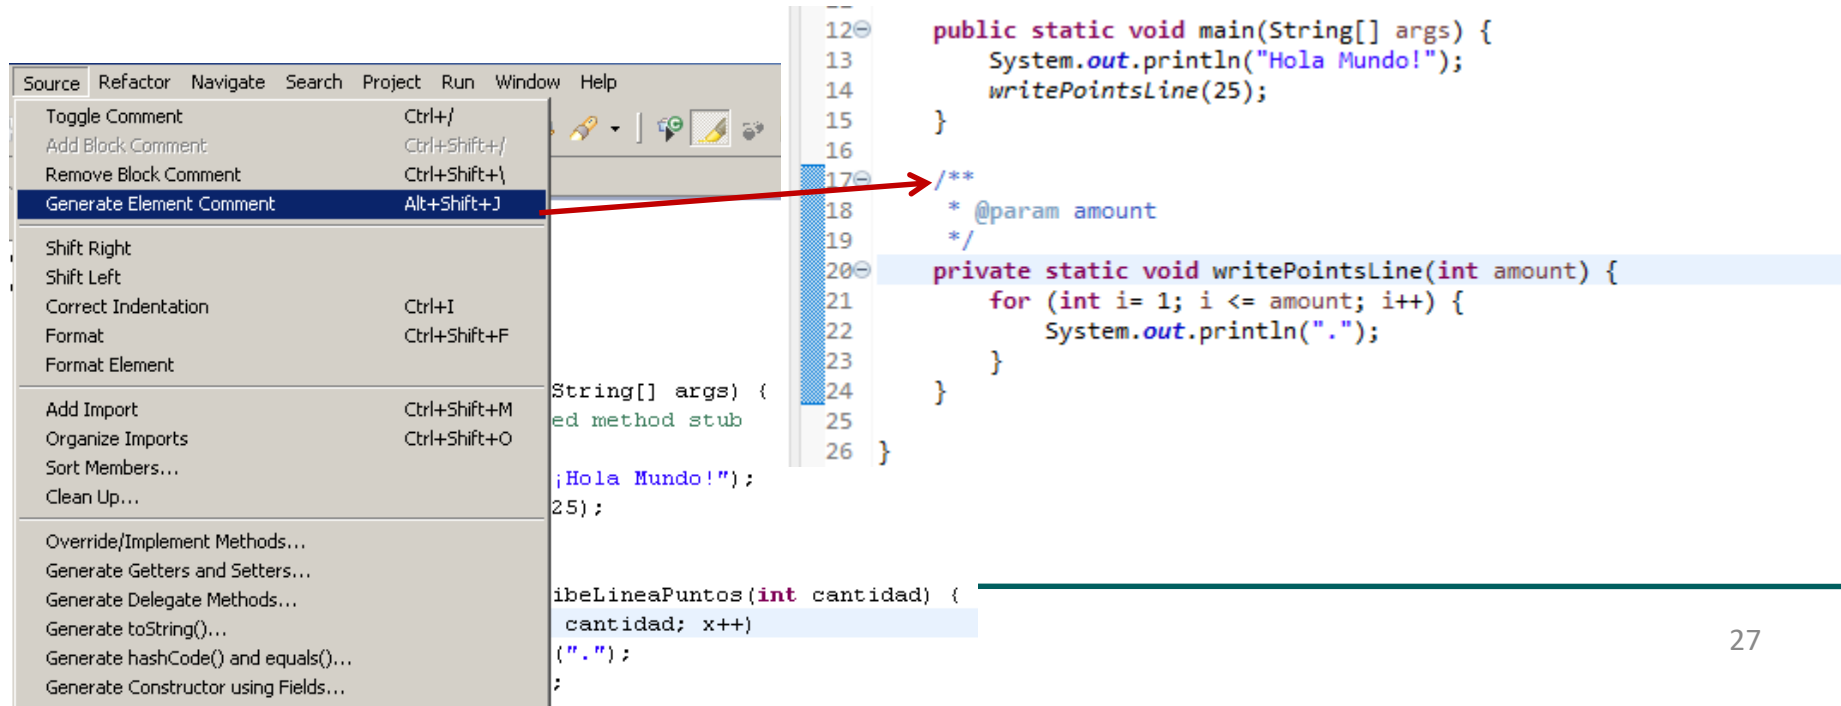 Source Refactor Navigate Search Project Run Window Help
Toggle Comment Ctrl+/
Add Block Comment Ctrl+Shift+/
Remove Block Comment Ctrl+Shift+\
Generate Element Comment Alt+Shift+J
Shift Right
Shift Left
Correct Indentation Ctrl+I
Format Ctrl+Shift+F
Format Element
Add Import Ctrl+Shift+M
Organize Imports Ctrl+Shift+O
Sort Members...
Clean Up...
Override/Implement Methods...
Generate Getters and Setters...
Generate Delegate Methods...
Generate toString()...
Generate hashCode() and equals()...
Generate Constructor using Fields...
String[] args) {
ed method stub
¡Hola Mundo!");
25);
ibeLineaPuntos(int cantidad) {
cantidad; x++)
(".");
;
12 public static void main(String[] args) {
13 System.out.println("Hola Mundo!");
14 writePointsLine(25);
15 }
16
17 /**
18 * @param amount
19 */
20 private static void writePointsLine(int amount) {
21 for (int i= 1; i <= amount; i++) {
22 System.out.println(".");
23 }
24 }
25
26 }
27